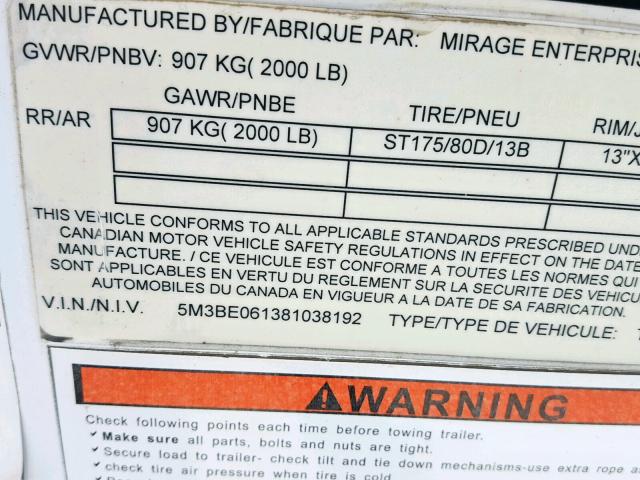 MANUFACTURED BY/FABRIQUE PAR: MIRAGE ENTERPRIS
GVWR/PNBV: 907 KG( 2000 LB)
GAWR/PNBE TIRE/PNEU RIM/J
RR/AR 907 KG( 2000 LB) ST175/80D/13B 13"X
THIS VEHICLE CONFORMS TO ALL APPLICABLE STANDARDS PRESCRIBED UND
CANADIAN MOTOR VEHICLE SAFETY REGULATIONS IN EFFECT ON THE DATE
MANUFACTURE. / CE VEHICULE EST CONFORME A TOUTES LES NORMES QUI
SONT APPLICABLES EN VERTU DU REGLEMENT SUR LA SECURITE DES VEHICU
AUTOMOBILES DU CANADA EN VIGUEUR A LA DATE DE SA FABRICATION.
V.I.N./N.I.V. 5M3BE061381038192 TYPE/TYPE DE VEHICULE: T
WARNING
Check following points each time before towing trailer.
✓ Make sure all parts, bolts and nuts are tight.
✓ Secure load to trailer- check tilt and tie down mechanisms-use extra rope a
✓ check tire air pressure when tire is cold